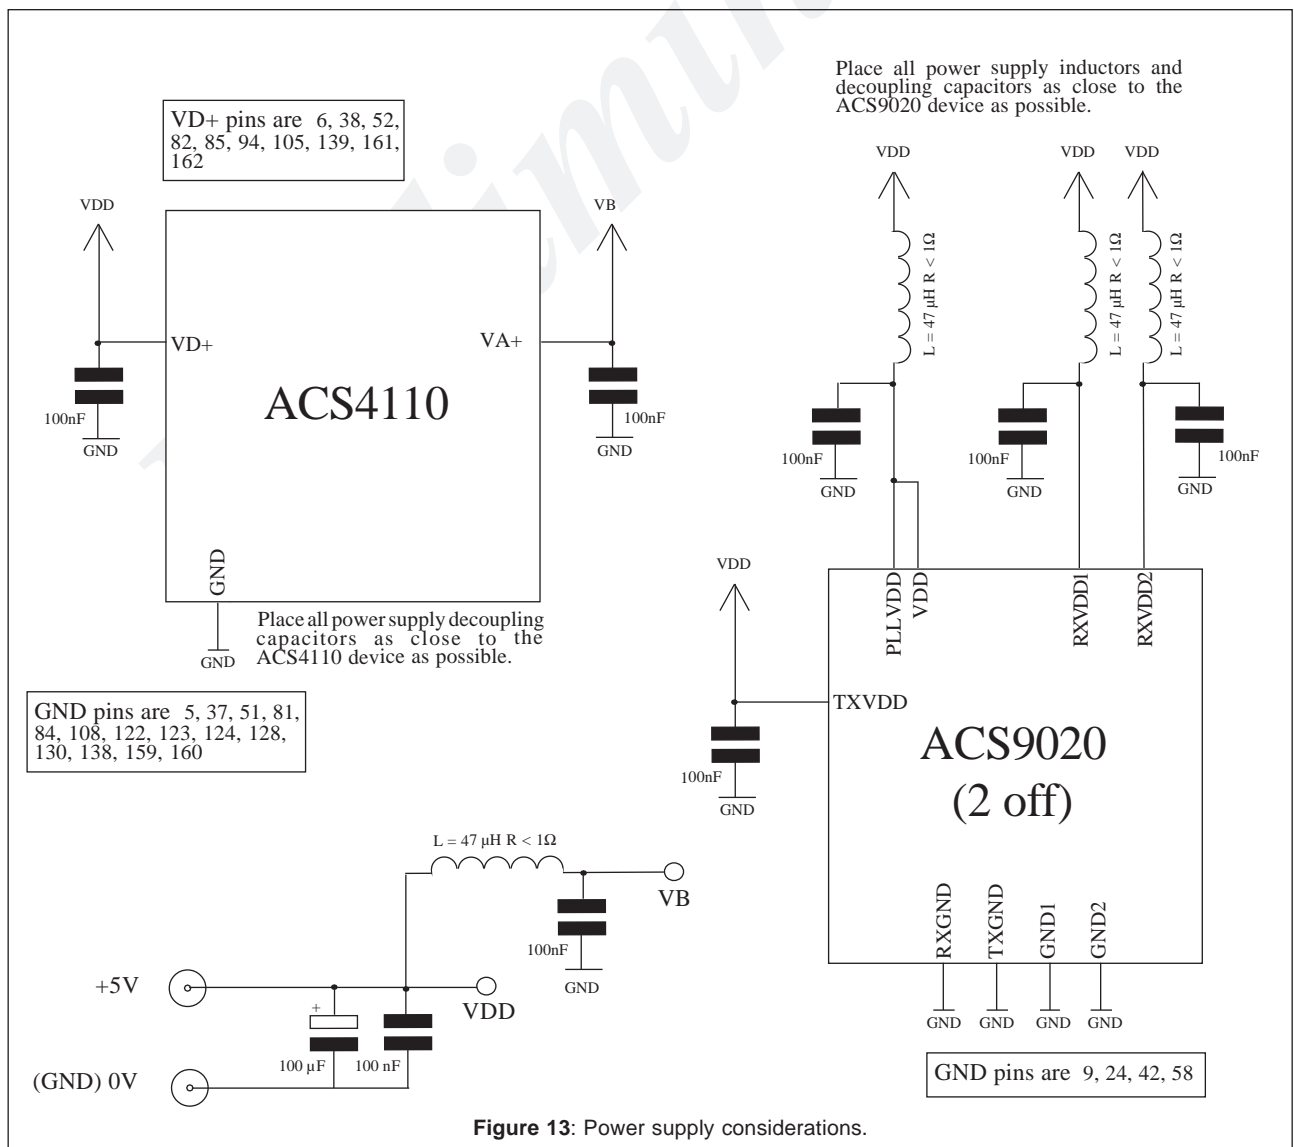 Place all power supply inductors and
decoupling capacitors as close to the
ACS9020 device as possible.
VD+ pins are 6, 38, 52,
82, 85, 94, 105, 139, 161,
162
VDD
VB
VD+
VA+
ACS4110
100nF
GND
100nF
GND
GND
GND
Place all power supply decoupling
capacitors as close to the
ACS4110 device as possible.
GND pins are 5, 37, 51, 81,
84, 108, 122, 123, 124, 128,
130, 138, 159, 160
VDD
VDD
VDD
L = 47 µH R < 1Ω
L = 47 µH R < 1Ω
L = 47 µH R < 1Ω
100nF
GND
100nF
GND
100nF
GND
VDD
PLLVDD
VDD
RXVDD1
RXVDD2
TXVDD
100nF
GND
ACS9020
(2 off)
RXGND
TXGND
GND1
GND2
GND
GND
GND
GND
GND pins are 9, 24, 42, 58
L = 47 µH R < 1Ω
VB
100nF
GND
+5V
VDD
+
100 µF
100 nF
(GND) 0V
Figure 13: Power supply considerations.